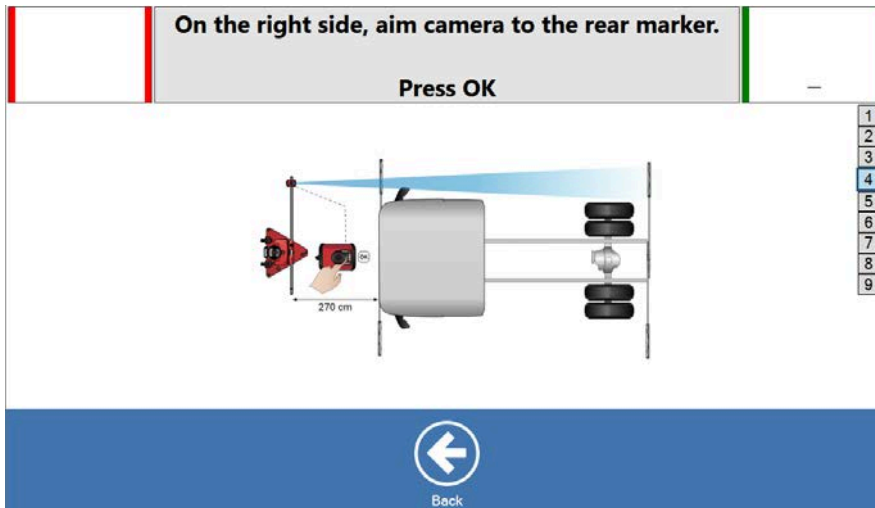 On the right side, aim camera to the rear marker.
Press OK
1
2
3
4
5
6
7
8
9
OK
270 cm
Back